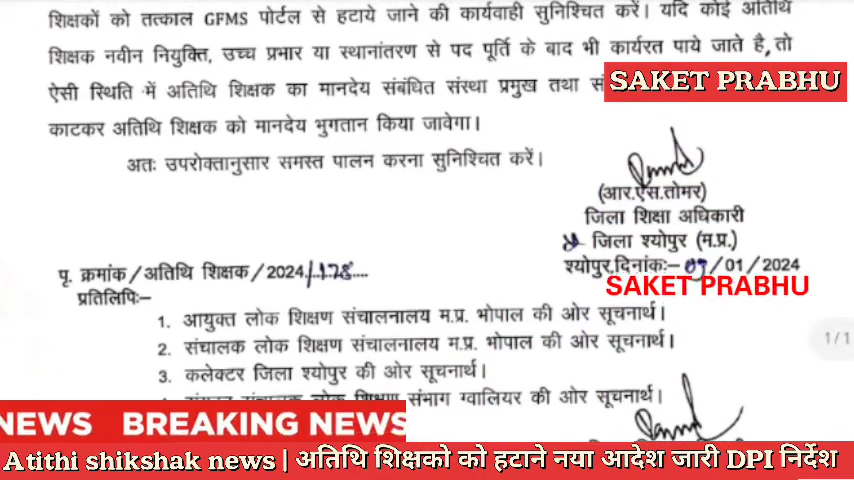 शिक्षकों को तत्काल GFMS पोर्टल से हटाये जाने की कार्यवाही सुनिश्चित करें। यदि कोई अतिथि
शिक्षक नवीन नियुक्ति, उच्च प्रभार या स्थानांतरण से पद पूर्ति के बाद भी कार्यरत पाये जाते है, तो
ऐसी स्थिति में अतिथि शिक्षक का मानदेय संबंधित संस्था प्रमुख तथा
SAKET PRABHU
काटकर अतिथि शिक्षक को मानदेय भुगतान किया जावेगा।
अतः उपरोक्तानुसार समस्त पालन करना सुनिश्चित करें।
(आर.एस.तोमर)
जिला शिक्षा अधिकारी
जिला श्योपुर (म.प्र.)
पृ. क्रमांक/अतिथि शिक्षक/2024/178....
श्योपुर,दिनांकः-09/01/2024
प्रतिलिपिः-
SAKET PRABHU
1. आयुक्त लोक शिक्षण संचालनालय म.प्र. भोपाल की ओर सूचनार्थ।
2. संचालक लोक शिक्षण संचालनालय म.प्र. भोपाल की ओर सूचनार्थ।
1/1
3. कलेक्टर जिला श्योपुर की ओर सूचनार्थ।
संभाग ग्वालियर की ओर सूचनार्थ।
NEWS BREAKING NEWS
Atithi shikshak news | अतिथि शिक्षको को हटाने नया आदेश जारी DPI निर्देश